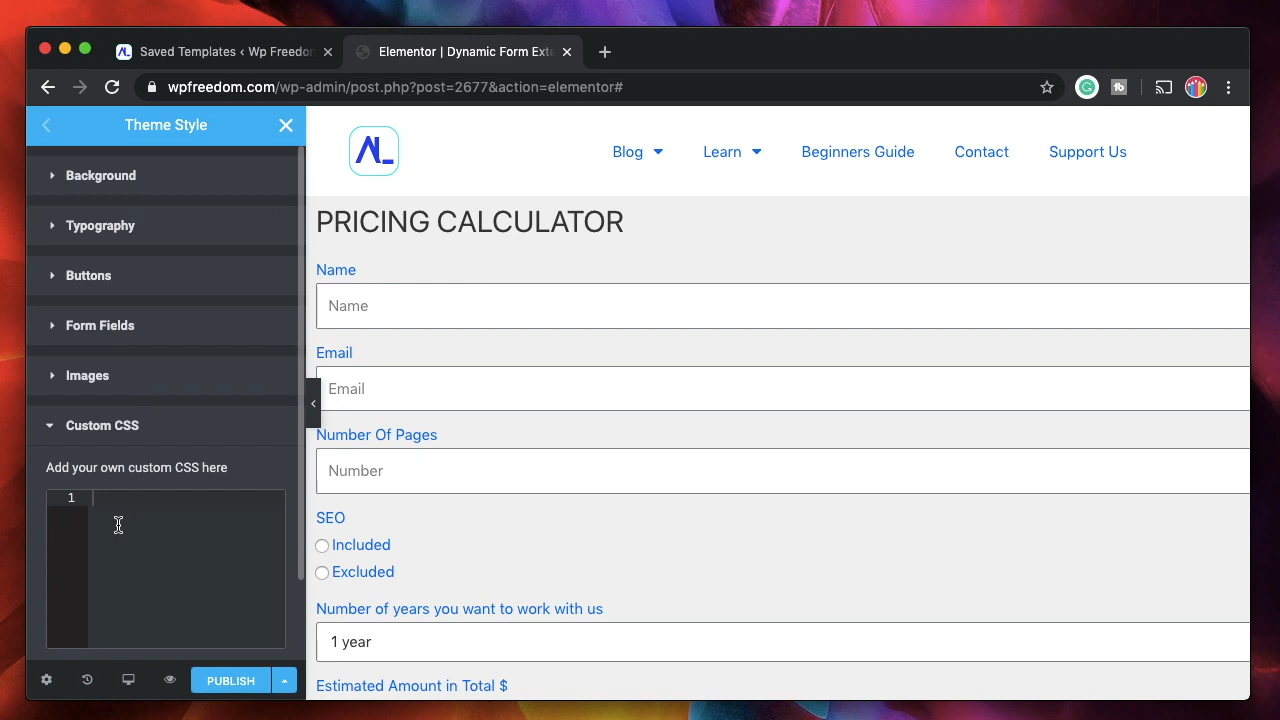 Saved Templates ‹ Wp Freedom
Elementor | Dynamic Form Exte
wpfreedom.com/wp-admin/post.php?post=2677&action=elementor#
Theme Style
Background
Typography
Buttons
Form Fields
Images
Custom CSS
Add your own custom CSS here
1
PUBLISH
AL
Blog
Learn
Beginners Guide
Contact
Support Us
PRICING CALCULATOR
Name
Name
Email
Email
Number Of Pages
Number
SEO
Included
Excluded
Number of years you want to work with us
1 year
Estimated Amount in Total $